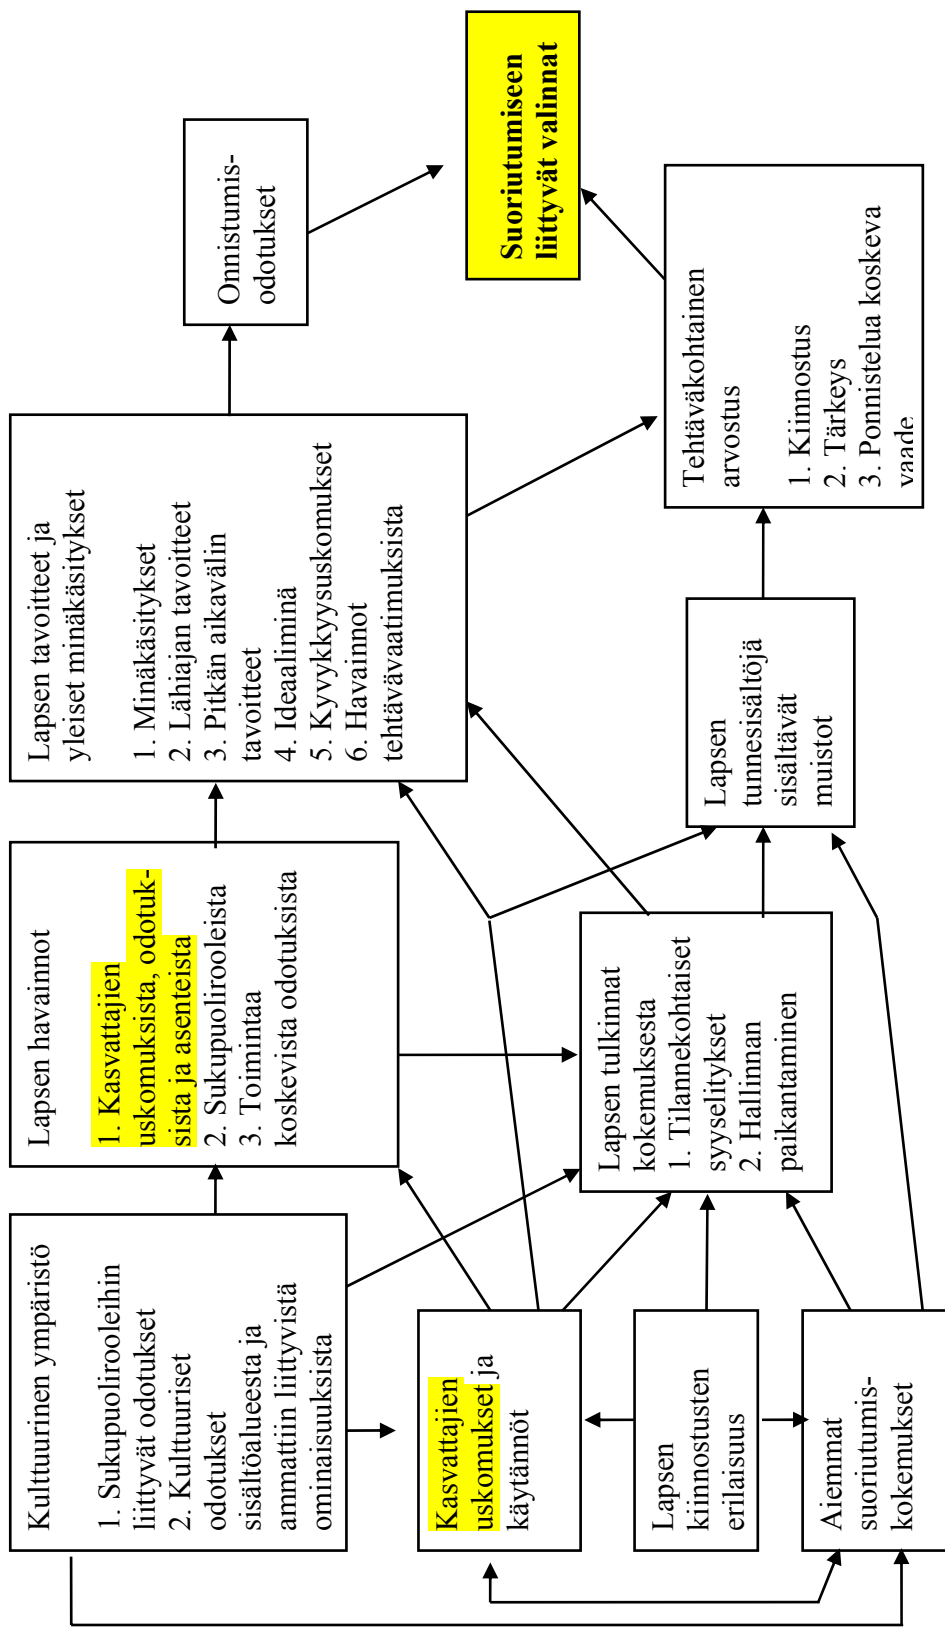 Kulttuurinen ympäristö
1. Sukupuolirooleihin
liittyvät odotukset
2. Kulttuuriset
odotukset
sisältöalueesta ja
ammattiin liittyvistä
ominaisuuksista
Kasvattajien
uskomukset ja
käytännöt
Lapsen
kiinnostusten
erilaisuus
Aiemmat
suoriutumis-
kokemukset
Lapsen havainnot
1. Kasvattajien
uskomuksista, odotuk-
sista ja asenteista
2. Sukupuolirooleista
3. Toimintaa
koskevista odotuksista
Lapsen tulkinnat
kokemuksesta
1. Tilannekohtaiset
syyselitykset
2. Hallinnan
paikantaminen
Lapsen tavoitteet ja
yleiset minäkäsitykset
1. Minäkäsitykset
2. Lähiajan tavoitteet
3. Pitkän aikavälin
tavoitteet
4. Ideaaliminä
5. Kyvykkyysuskomukset
6. Havainnot
tehtävävaatimuksista
Lapsen
tunnesisältöjä
sisältävät
muistot
Onnistumis-
odotukset
Tehtäväkohtainen
arvostus
1. Kiinnostus
2. Tärkeys
3. Ponnistelua koskeva
vaade
Suoriutumiseen
liittyvät valinnat